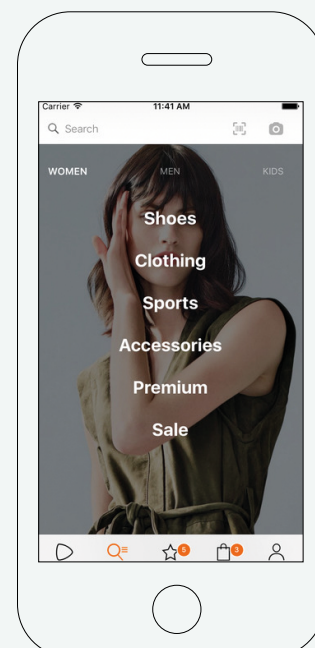 Carrier 11:41 AM
Search
WOMEN MEN KIDS
Shoes
Clothing
Sports
Accessories
Premium
Sale
5 3